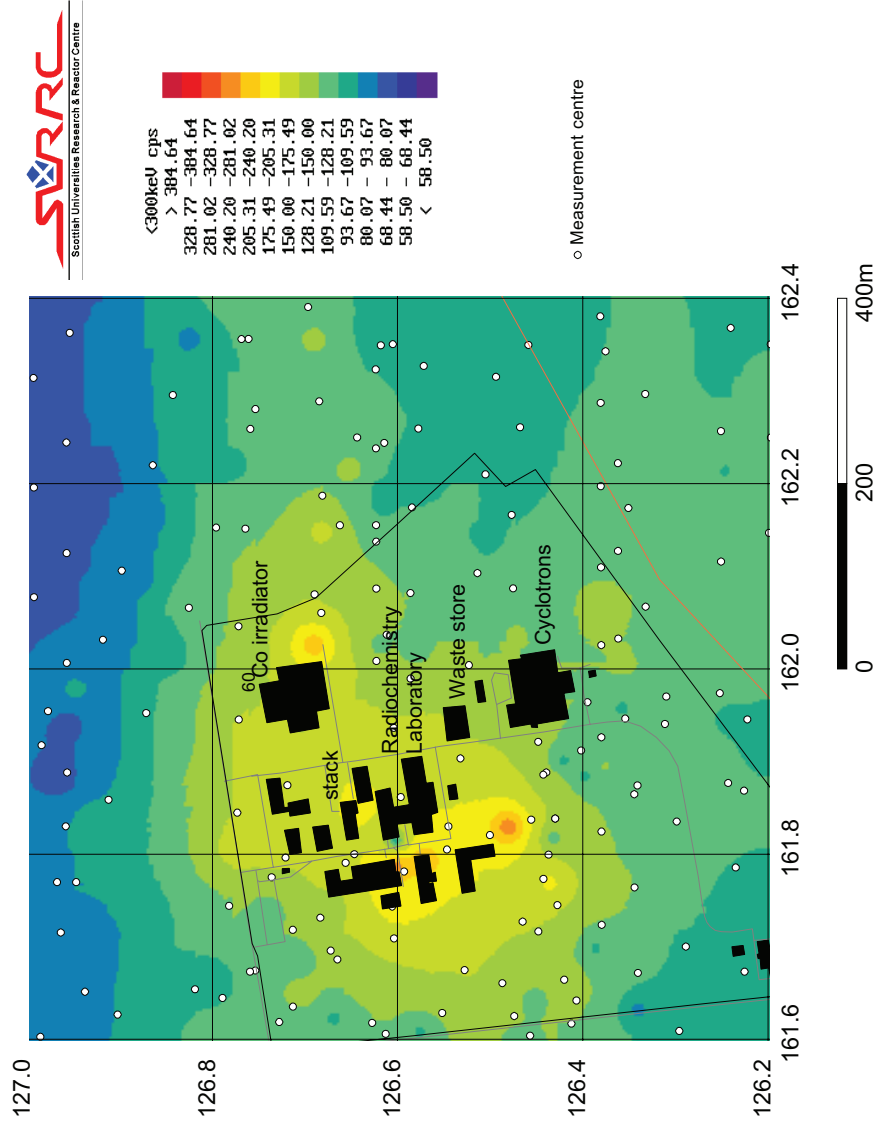 SURRC
Scottish Universities Research & Reactor Centre
<300keV cps
> 384.64
328.77 -384.64
281.02 -328.77
240.20 -281.02
205.31 -240.20
175.49 -205.31
150.00 -175.49
128.21 -150.00
109.59 -128.21
93.67 -109.59
80.07 - 93.67
68.44 - 80.07
58.50 - 68.44
< 58.50
Measurement centre
127.0
126.8
126.6
126.4
126.2
161.6
161.8
162.0
162.2
162.4
60Co irradiator
stack
Radiochemistry
Laboratory
Waste store
Cyclotrons
0
200
400m